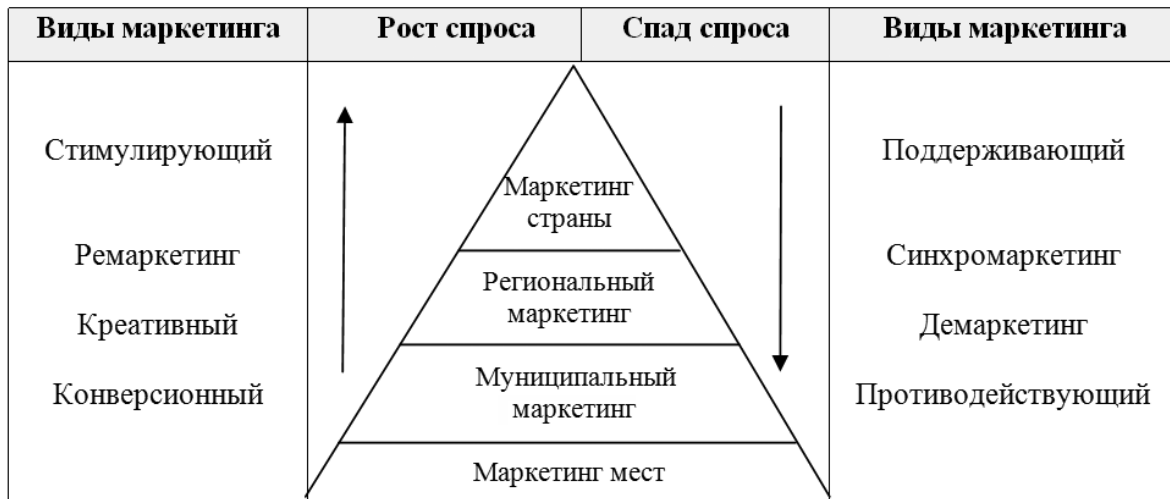 Виды маркетинга
Рост спроса
Спад спроса
Виды маркетинга
Стимулирующий
Ремаркетинг
Креативный
Конверсионный
Маркетинг
страны
Региональный
маркетинг
Муниципальный
маркетинг
Маркетинг мест
Поддерживающий
Синхромаркетинг
Демаркетинг
Противодействующий